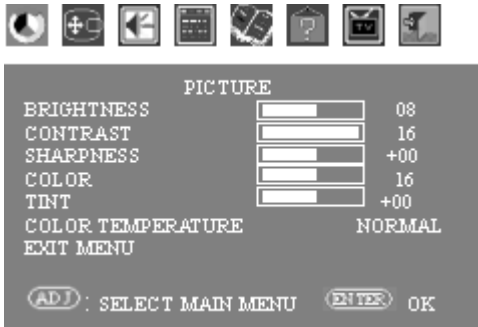 TV
PICTURE
BRIGHTNESS 08
CONTRAST 16
SHARPNESS +00
COLOR 16
TINT +00
COLOR TEMPERATURE NORMAL
EXIT MENU
ADJ : SELECT MAIN MENU ENTER OK